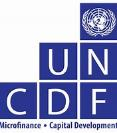 UN
CDF
Microfinance • Capital Development